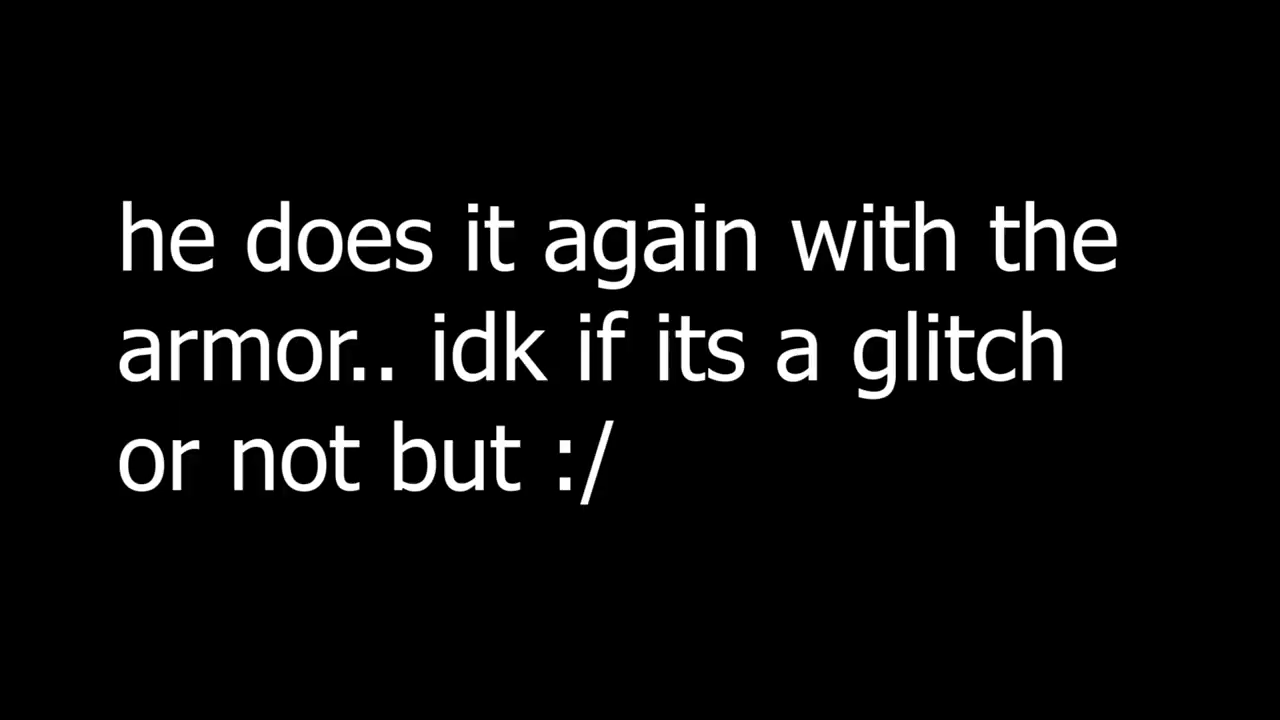 he does it again with the
armor.. idk if its a glitch
or not but :/